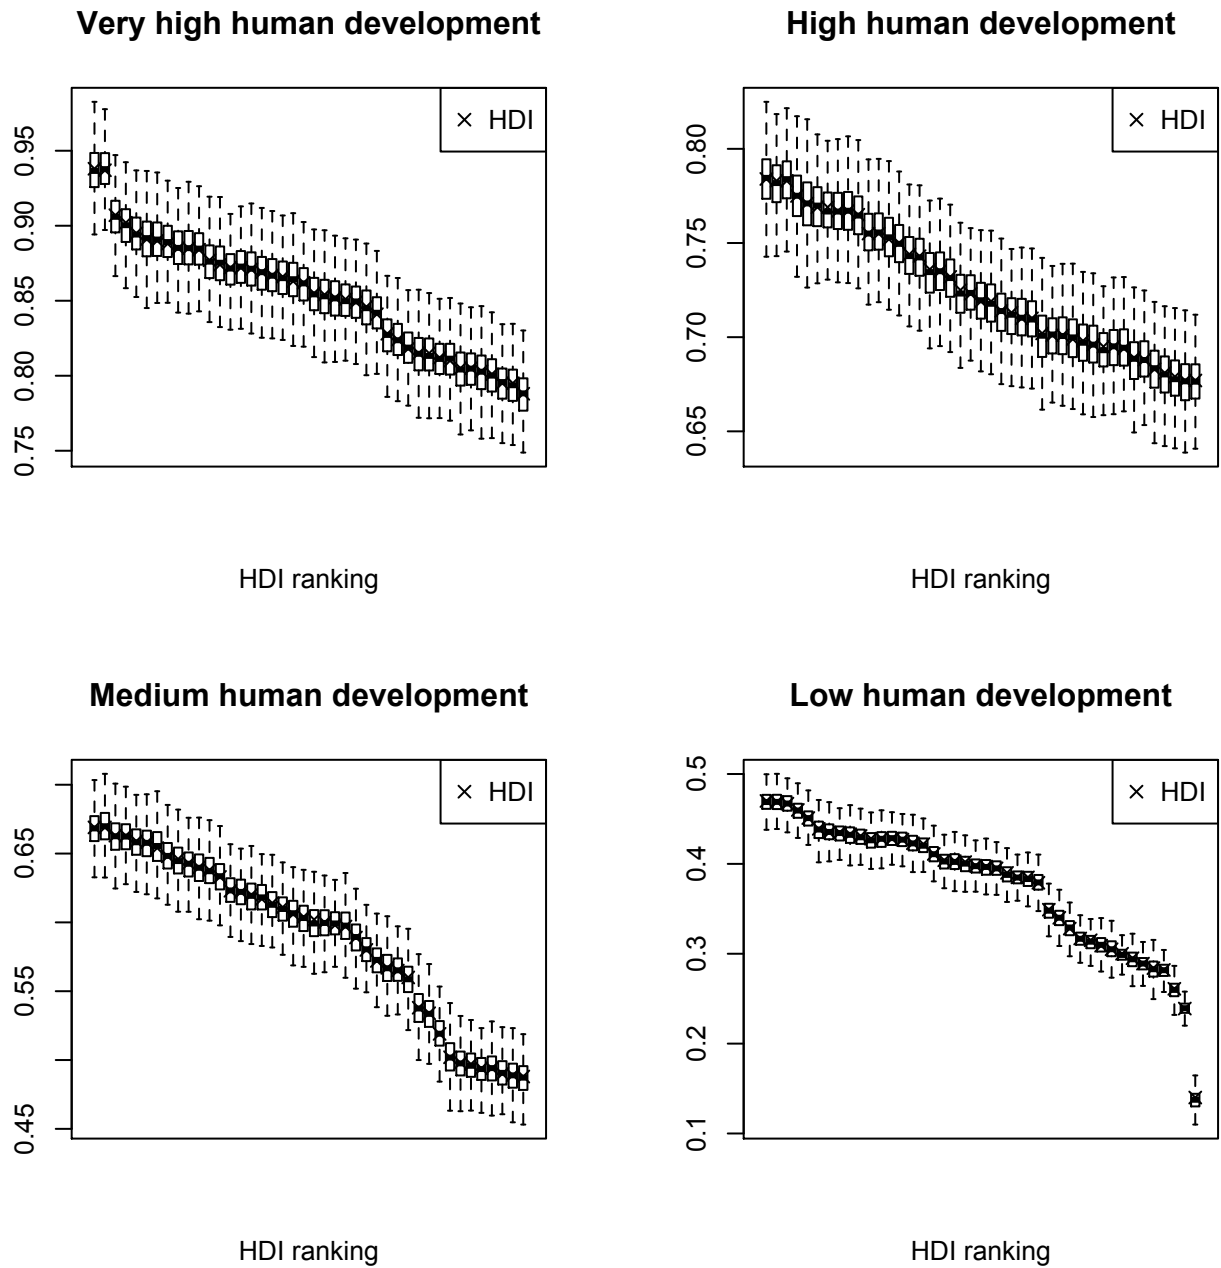 Very high human development
HDI
0.95
0.90
0.85
0.80
0.75
HDI ranking
High human development
HDI
0.80
0.75
0.70
0.65
HDI ranking
Medium human development
HDI
0.65
0.55
0.45
HDI ranking
Low human development
HDI
0.5
0.4
0.3
0.2
0.1
HDI ranking